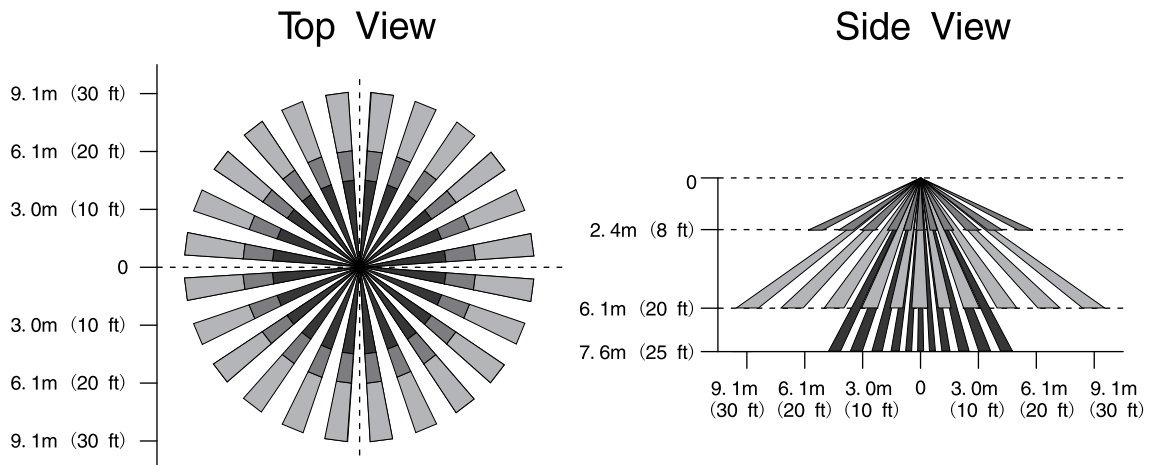 Top View
9.1m (30 ft)
6.1m (20 ft)
3.0m (10 ft)
0
3.0m (10 ft)
6.1m (20 ft)
9.1m (30 ft)
Side View
0
2.4m (8 ft)
6.1m (20 ft)
7.6m (25 ft)
9.1m 6.1m 3.0m 0 3.0m 6.1m 9.1m
(30 ft) (20 ft) (10 ft) (10 ft) (20 ft) (30 ft)